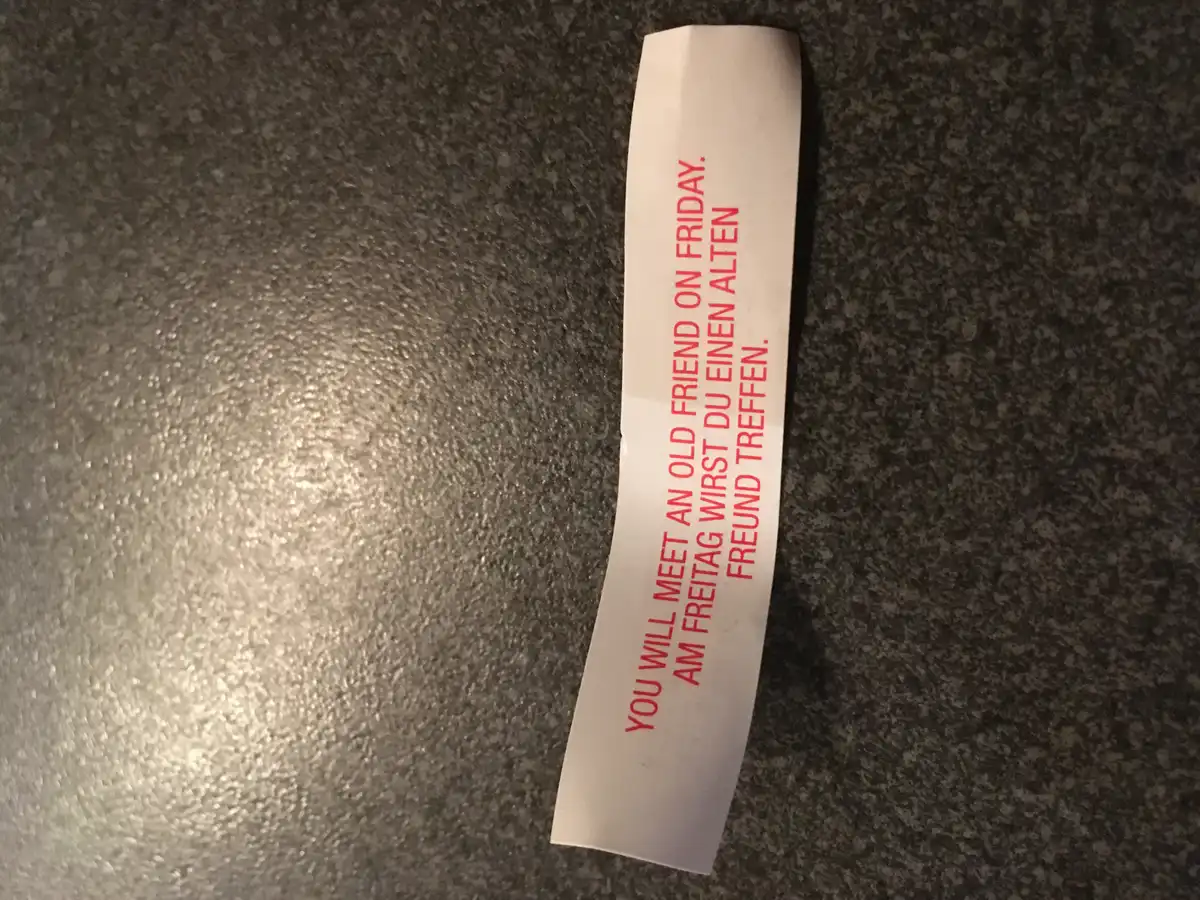 YOU WILL MEET AN OLD FRIEND ON FRIDAY.
AM FREITAG WIRST DU EINEN ALTEN
FREUND TREFFEN.